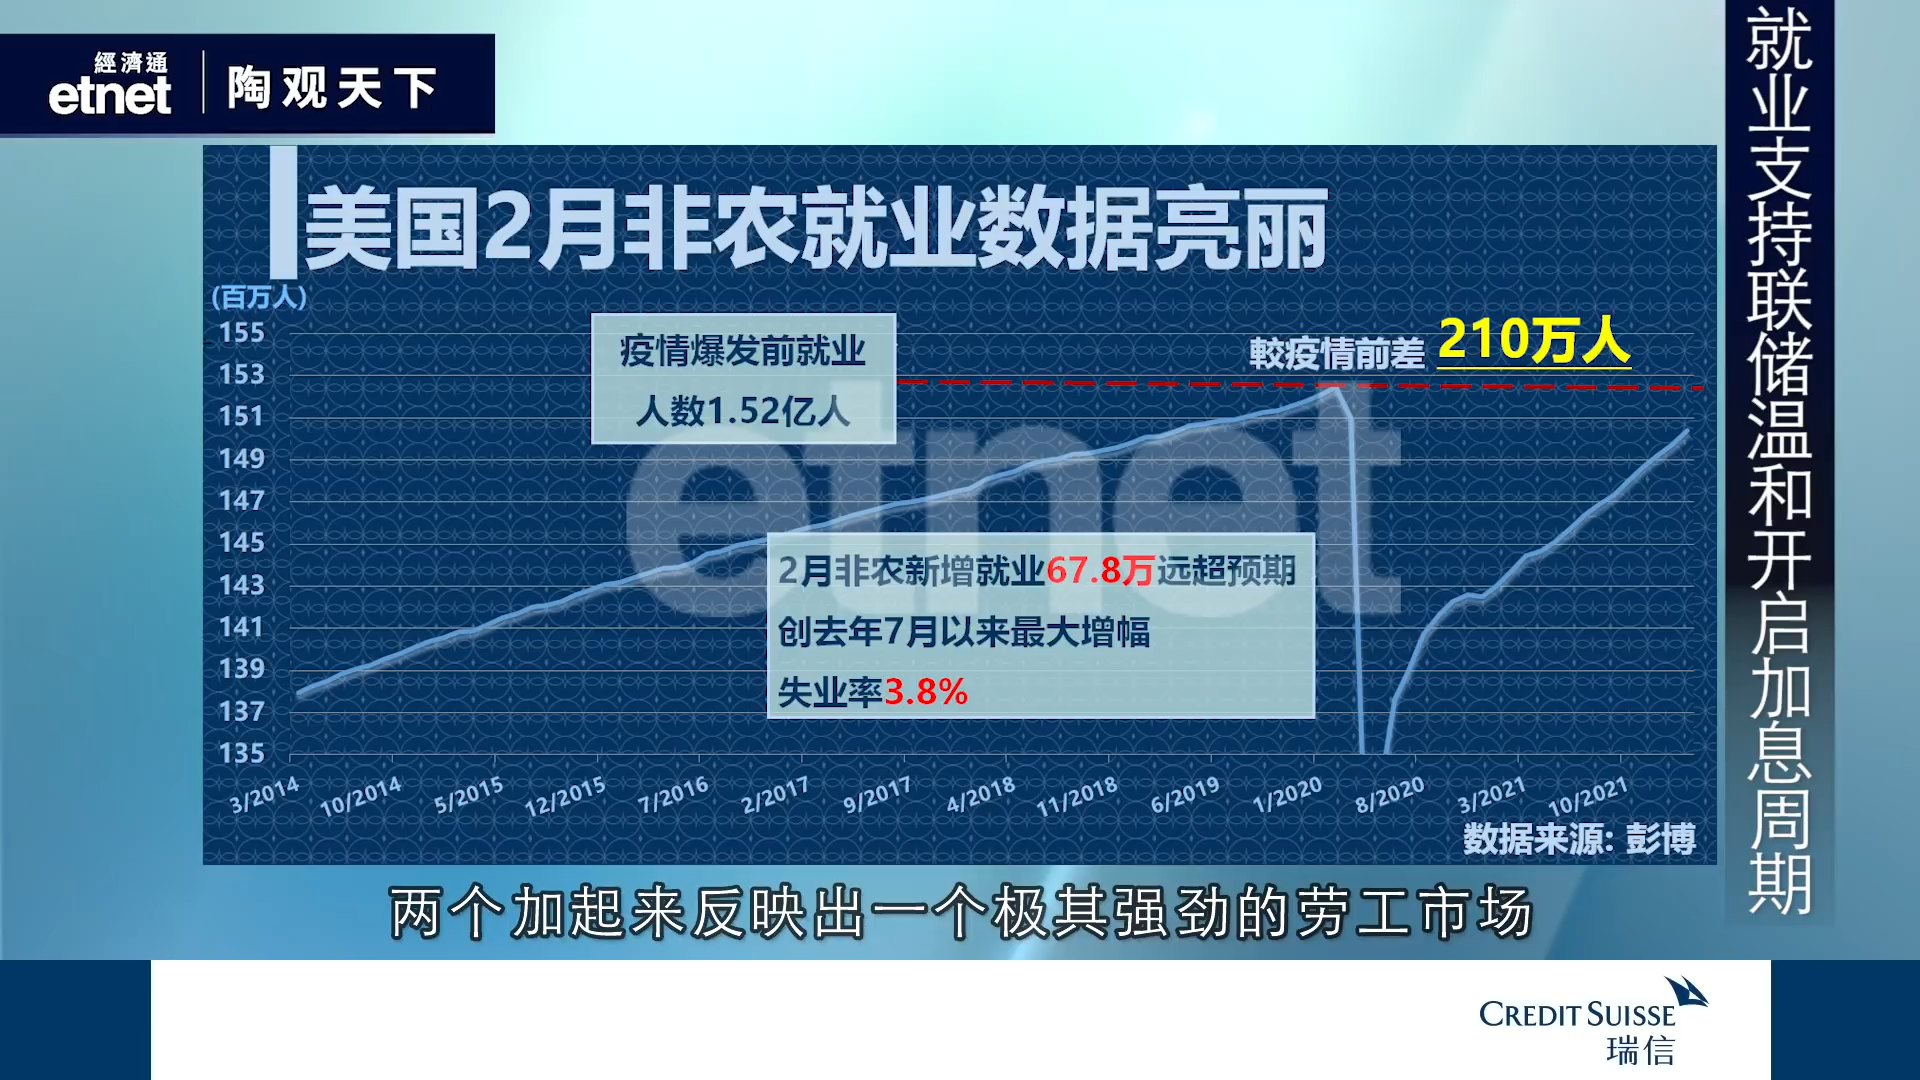 經濟通
etnet
陶观天下
就业支持联储温和开启加息周期
美国2月非农就业数据亮丽
(百万人)
155
153
151
149
147
145
143
141
139
137
135
疫情爆发前就业
人数1.52亿人
較疫情前差 210万人
etnet
2月非农新增就业67.8万远超预期
创去年7月以来最大增幅
失业率3.8%
3/2014 10/2014 5/2015 12/2015 7/2016 2/2017 9/2017 4/2018 11/2018 6/2019 1/2020 8/2020 3/2021 10/2021
数据来源: 彭博
两个加起来反映出一个极其强劲的劳工市场
CREDIT SUISSE
瑞信